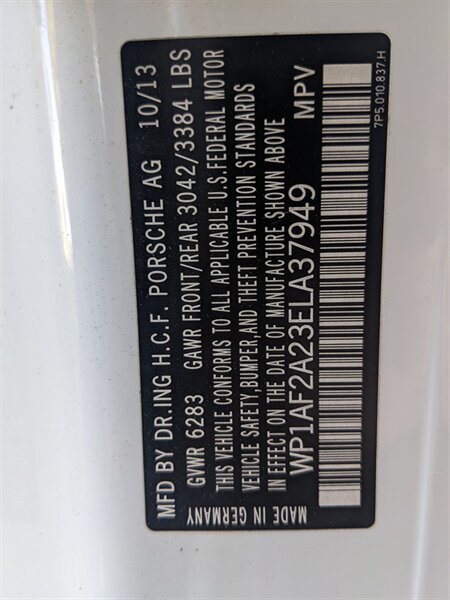 MFD BY DR.ING H.C.F. PORSCHE AG 10/13
GVWR 6283 GAWR FRONT/REAR 3042/3384 LBS
THIS VEHICLE CONFORMS TO ALL APPLICABLE U.S.FEDERAL MOTOR
VEHICLE SAFETY,BUMPER,AND THEFT PREVENTION STANDARDS
IN EFFECT ON THE DATE OF MANUFACTURE SHOWN ABOVE
WP1AF2A23ELA37949 MPV
MADE IN GERMANY 7P5.010.837.H